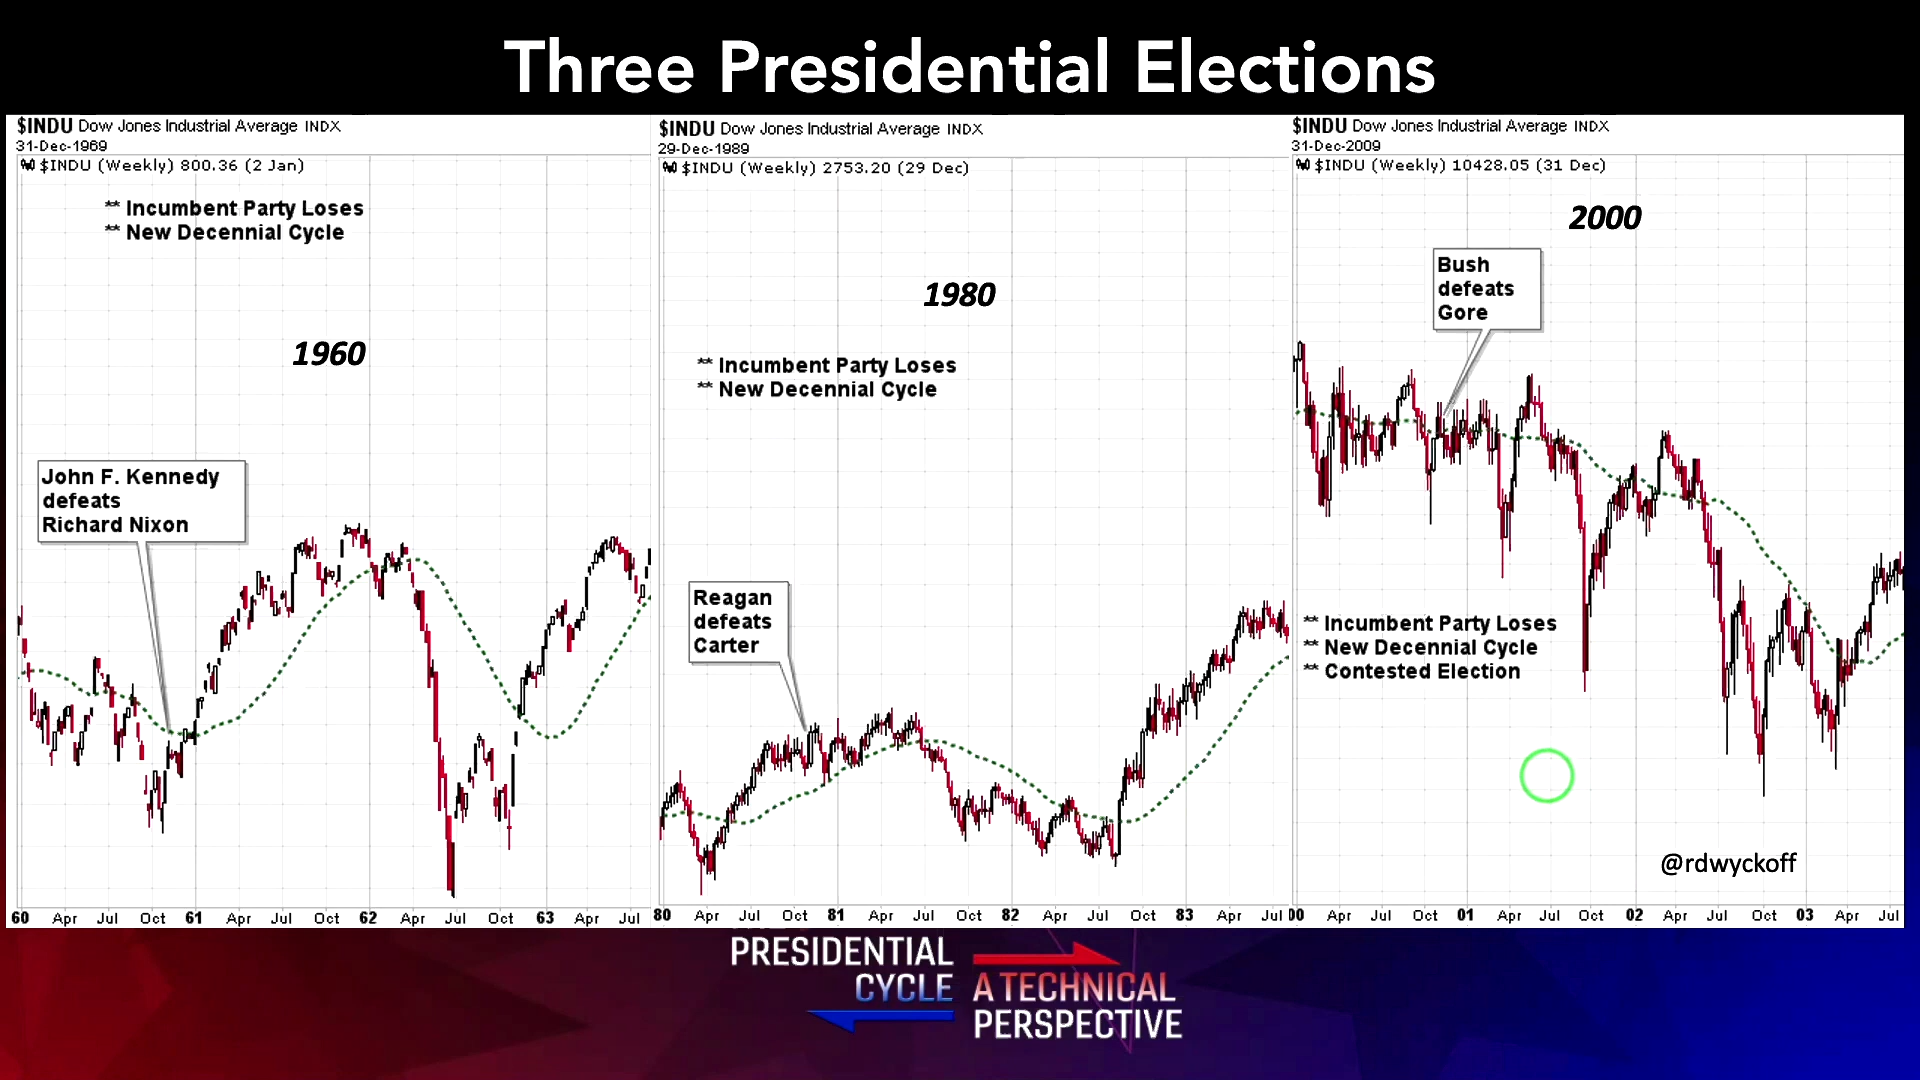 Three Presidential Elections
$INDU Dow Jones Industrial Average INDX
31-Dec-1969
$INDU (Weekly) 800.36 (2 Jan)
** Incumbent Party Loses
** New Decennial Cycle
1960
John F. Kennedy
defeats
Richard Nixon
60 Apr Jul Oct 61 Apr Jul Oct 62 Apr Jul Oct 63 Apr Jul
$INDU Dow Jones Industrial Average INDX
29-Dec-1989
$INDU (Weekly) 2753.20 (29 Dec)
1980
** Incumbent Party Loses
** New Decennial Cycle
Reagan
defeats
Carter
80 Apr Jul Oct 81 Apr Jul Oct 82 Apr Jul Oct 83 Apr Jul
$INDU Dow Jones Industrial Average INDX
31-Dec-2009
$INDU (Weekly) 10428.05 (31 Dec)
2000
Bush
defeats
Gore
** Incumbent Party Loses
** New Decennial Cycle
** Contested Election
@rdwyckoff
00 Apr Jul Oct 01 Apr Jul Oct 02 Apr Jul Oct 03 Apr Jul
PRESIDENTIAL
CYCLE
A TECHNICAL
PERSPECTIVE